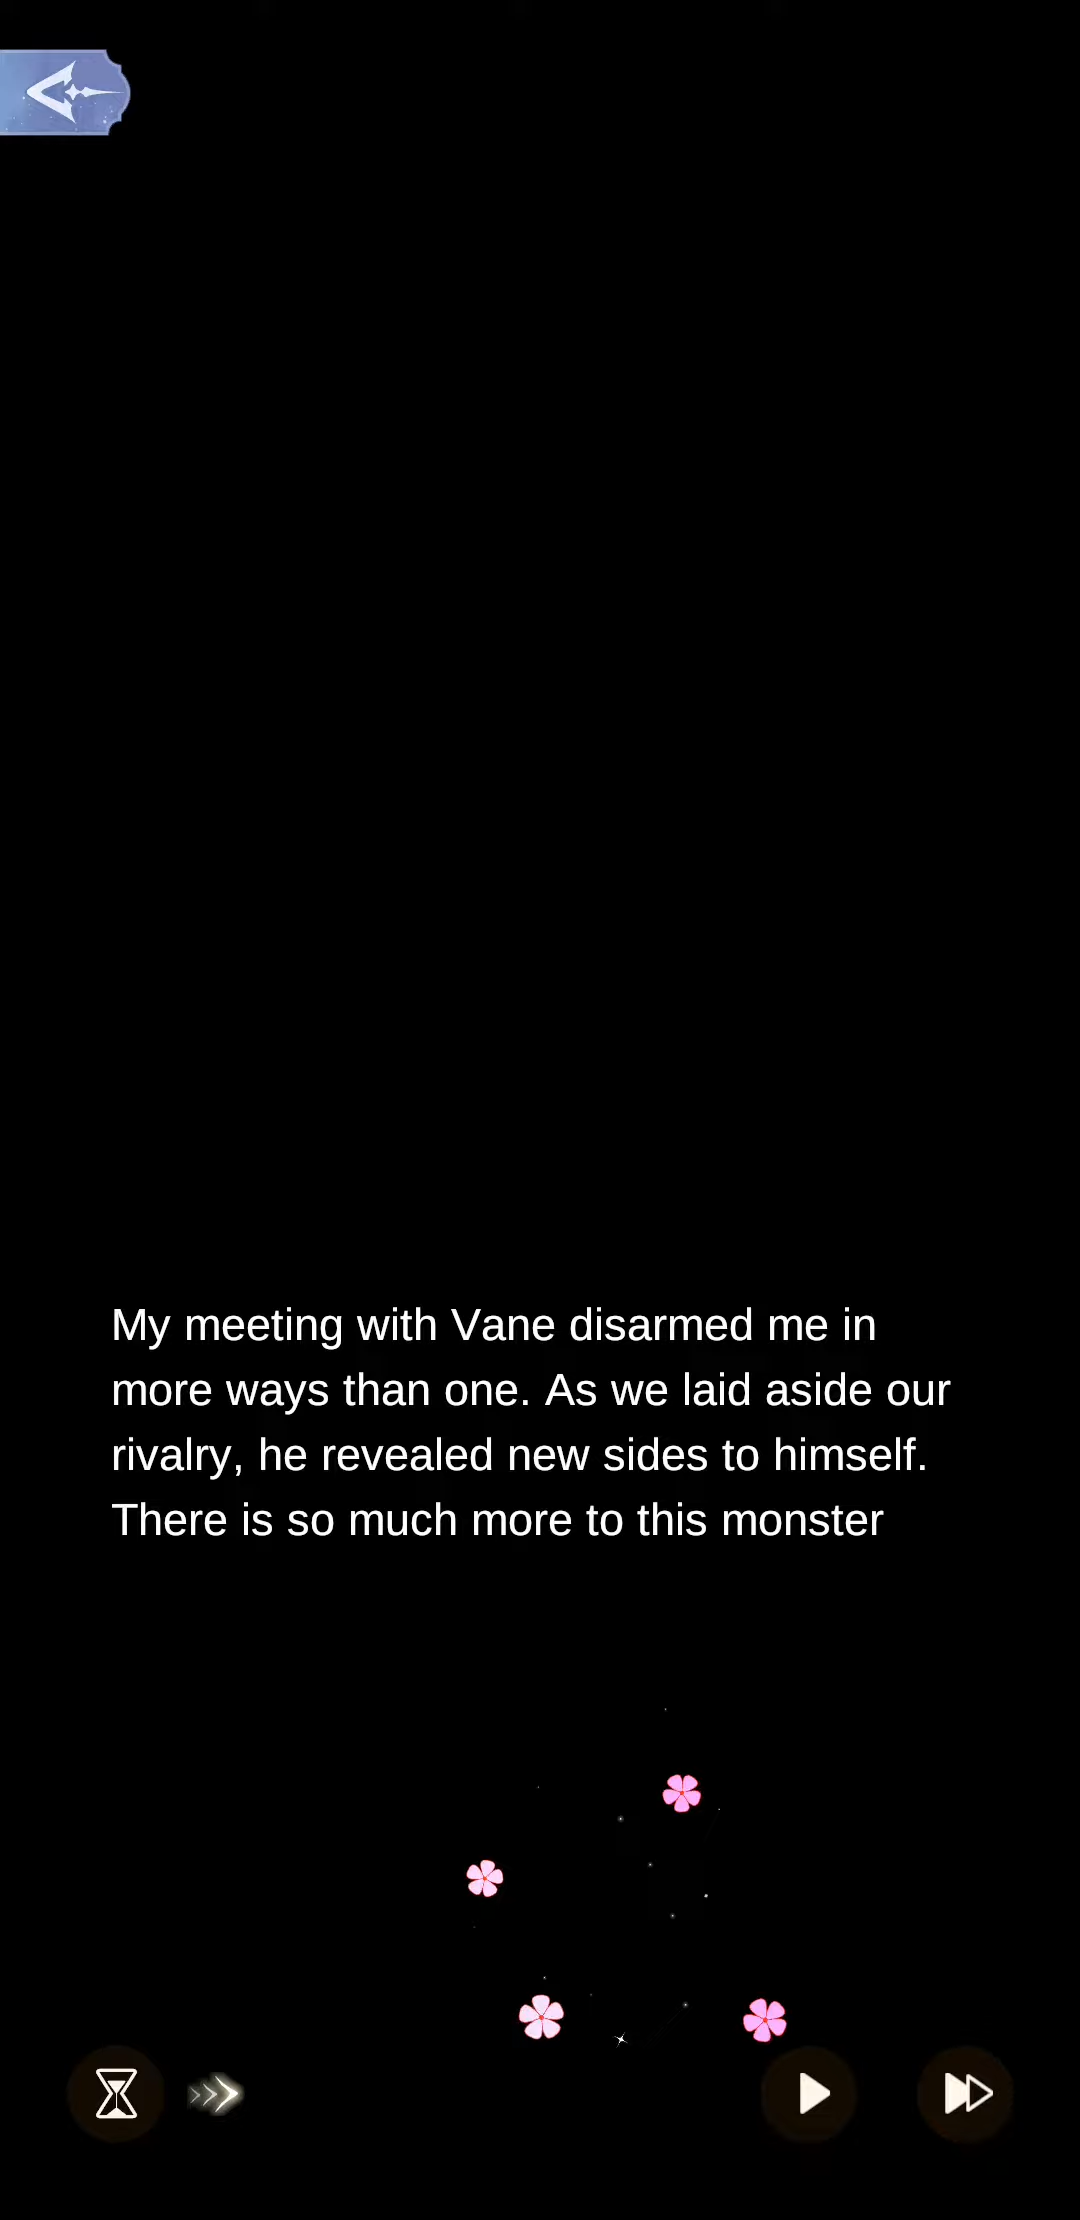 My meeting with Vane disarmed me in
more ways than one. As we laid aside our
rivalry, he revealed new sides to himself.
There is so much more to this monster